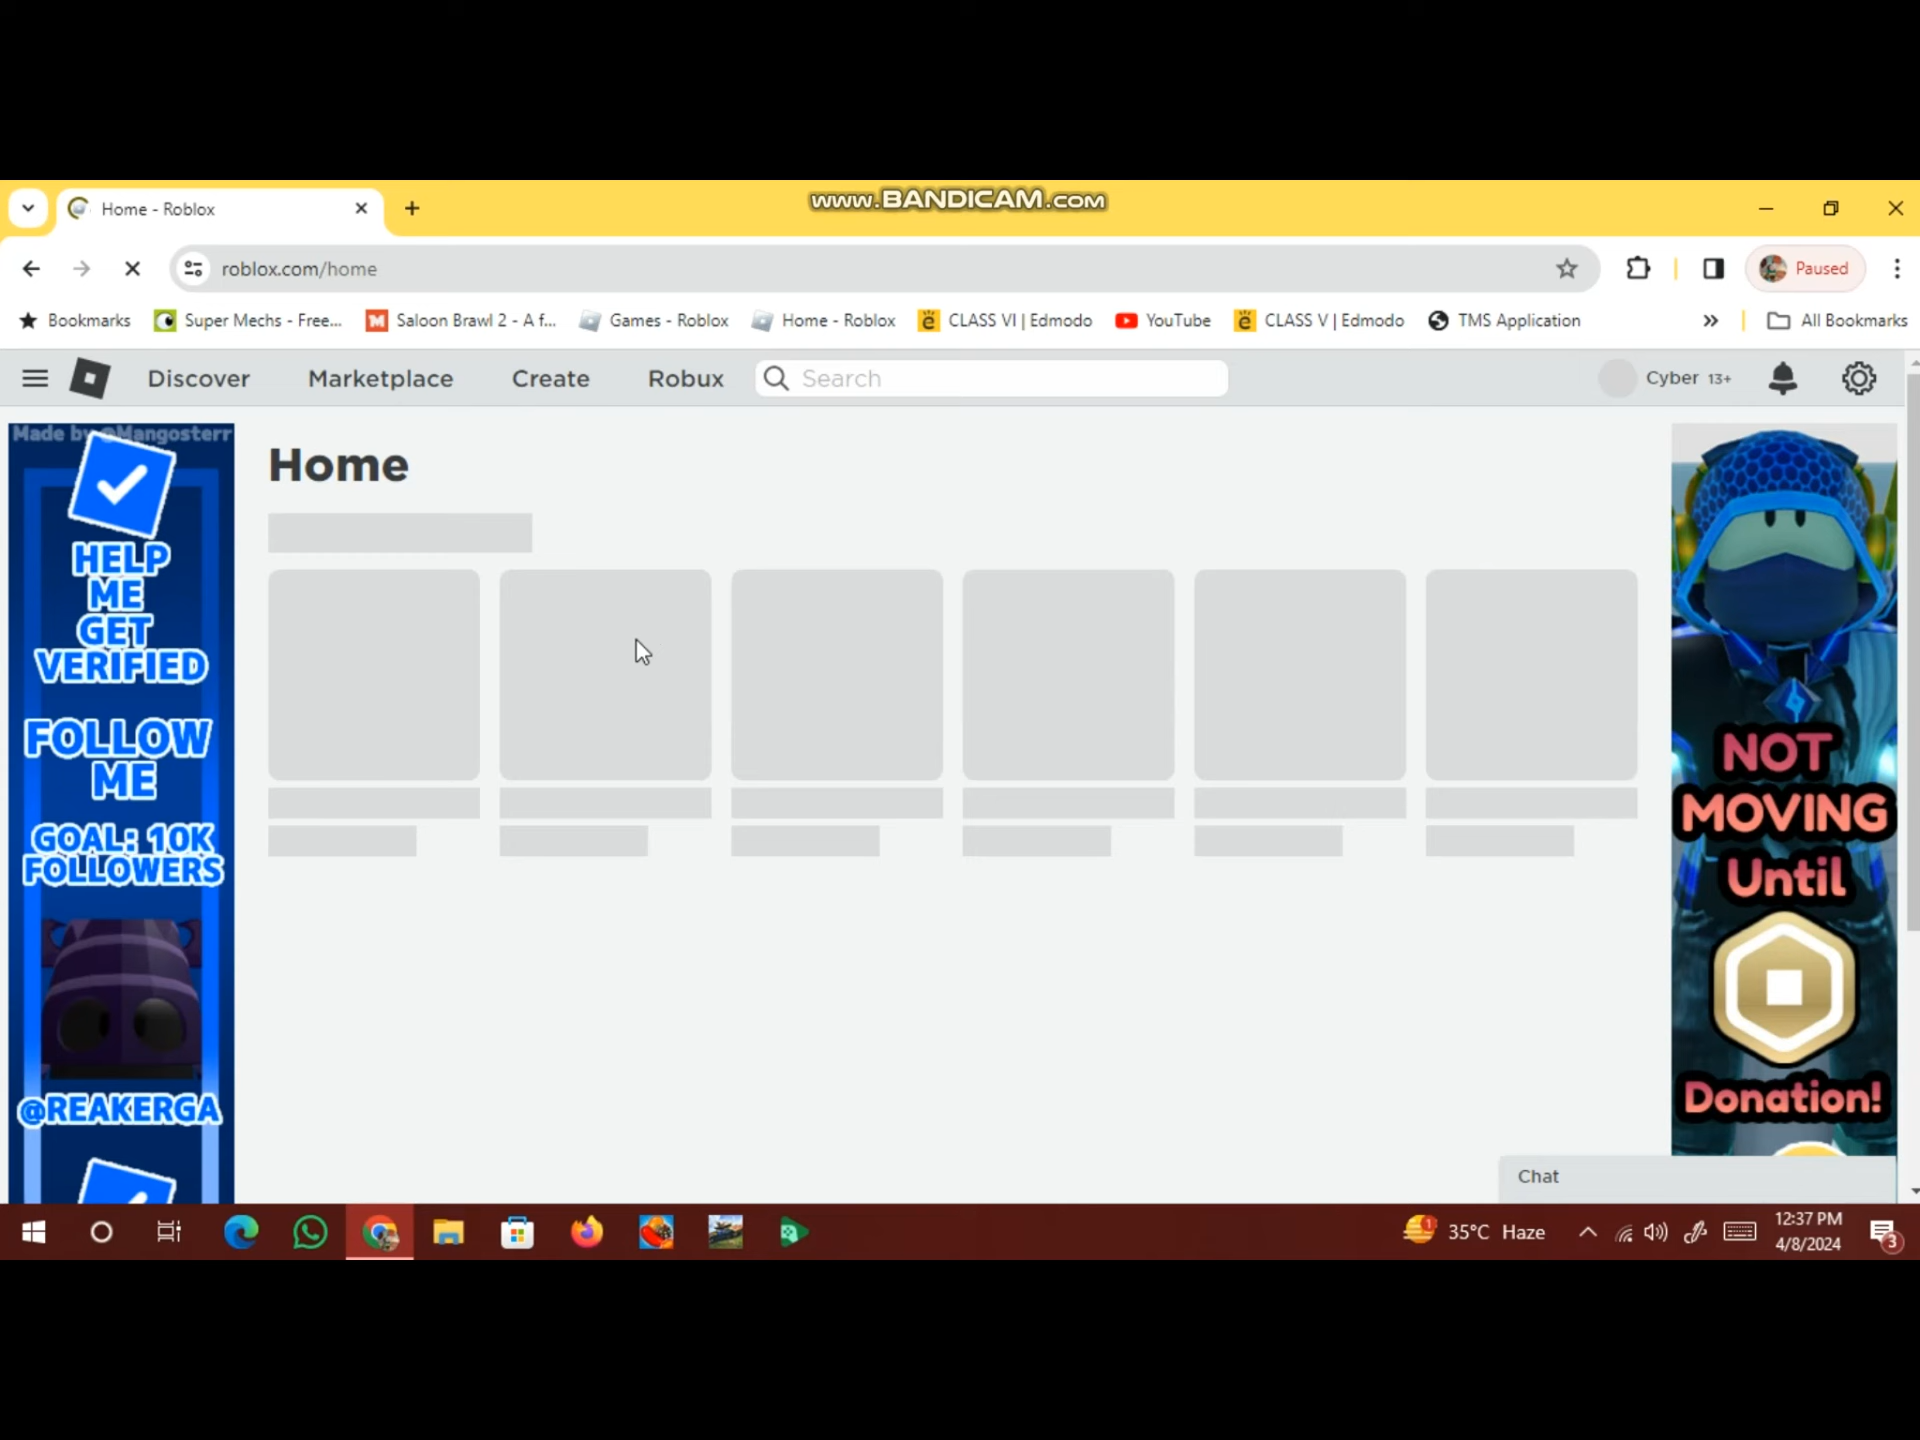 www.BANDICAM.com
Home - Roblox
roblox.com/home
Paused
Bookmarks
Super Mechs - Free...
Saloon Brawl 2 - A f...
Games - Roblox
Home - Roblox
CLASS VI | Edmodo
YouTube
CLASS V | Edmodo
TMS Application
All Bookmarks
Discover
Marketplace
Create
Robux
Search
Cyber 13+
Made by @Mangosterr
HELP
ME
GET
VERIFIED
FOLLOW
ME
GOAL: 10K
FOLLOWERS
@REAKERGA
Home
NOT
MOVING
Until
Donation!
Chat
1
35°C Haze
12:37 PM
4/8/2024
3